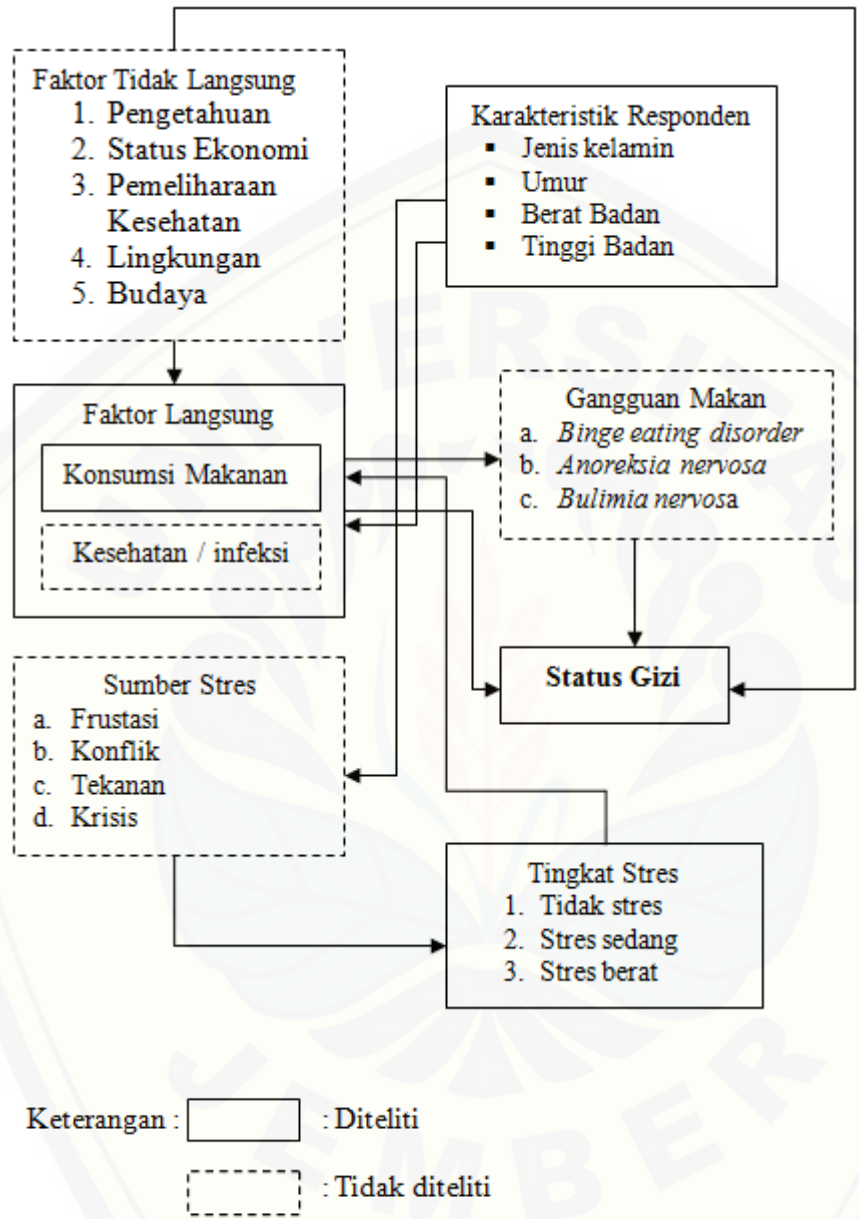 Faktor Tidak Langsung
1. Pengetahuan
2. Status Ekonomi
3. Pemeliharaan
Kesehatan
4. Lingkungan
5. Budaya
Karakteristik Responden
▪ Jenis kelamin
▪ Umur
▪ Berat Badan
▪ Tinggi Badan
Faktor Langsung
Konsumsi Makanan
Kesehatan / infeksi
Gangguan Makan
a. Binge eating disorder
b. Anoreksia nervosa
c. Bulimia nervosa
Status Gizi
Sumber Stres
a. Frustasi
b. Konflik
c. Tekanan
d. Krisis
Tingkat Stres
1. Tidak stres
2. Stres sedang
3. Stres berat
Keterangan :
: Diteliti
: Tidak diteliti
UNIVERSITAS
JEMBER